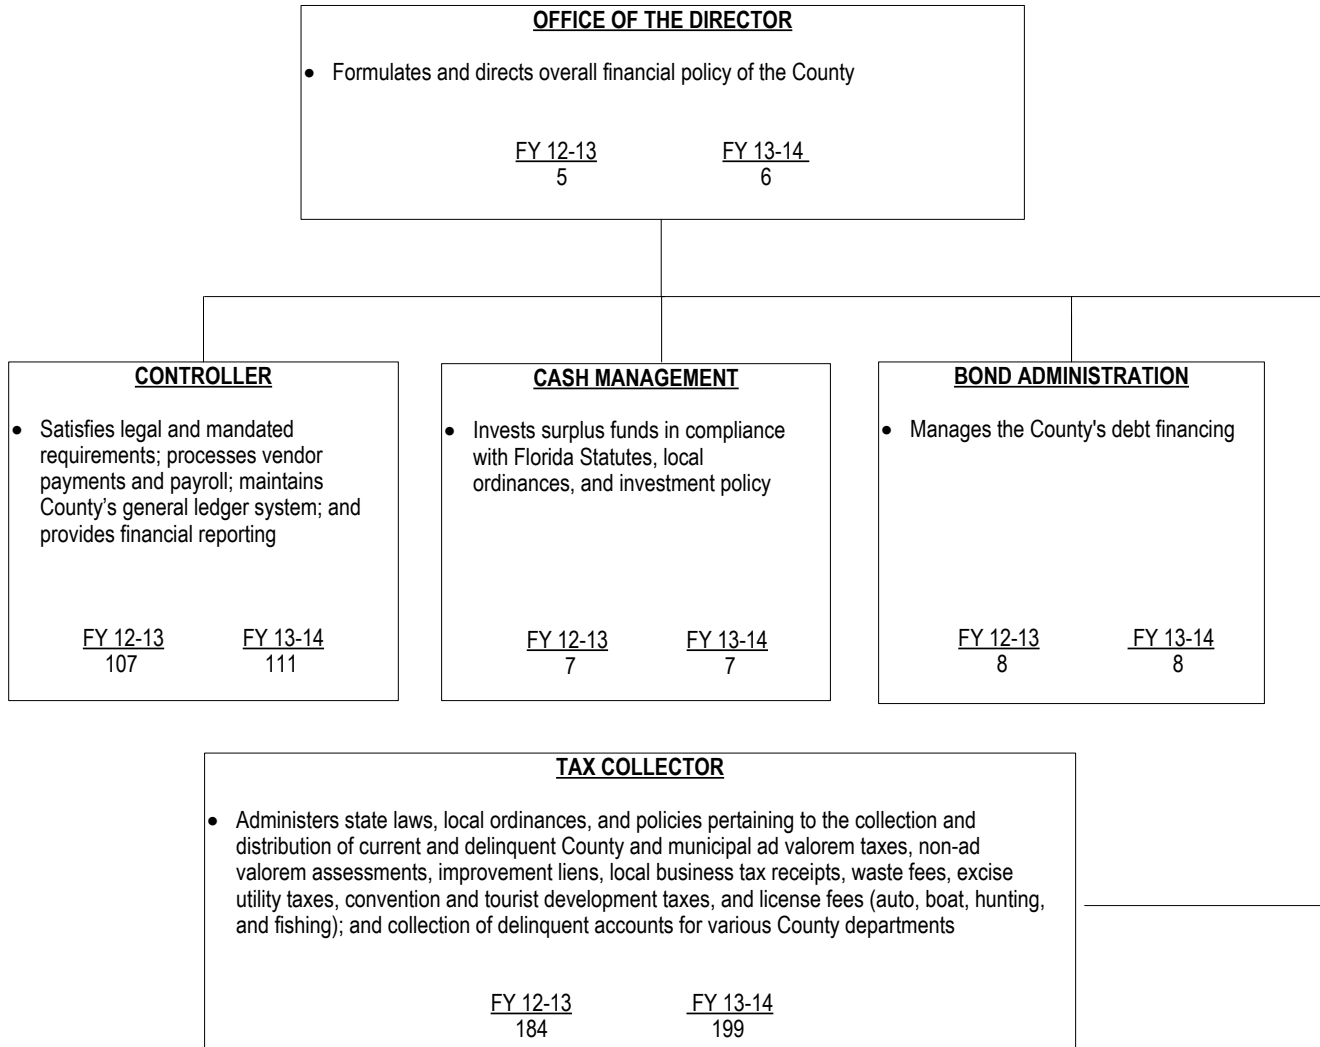 OFFICE OF THE DIRECTOR
• Formulates and directs overall financial policy of the County
FY 12-13 FY 13-14
5 6
CONTROLLER
• Satisfies legal and mandated
requirements; processes vendor
payments and payroll; maintains
County’s general ledger system; and
provides financial reporting
FY 12-13 FY 13-14
107 111
CASH MANAGEMENT
• Invests surplus funds in compliance
with Florida Statutes, local
ordinances, and investment policy
FY 12-13 FY 13-14
7 7
BOND ADMINISTRATION
• Manages the County's debt financing
FY 12-13 FY 13-14
8 8
TAX COLLECTOR
• Administers state laws, local ordinances, and policies pertaining to the collection and
distribution of current and delinquent County and municipal ad valorem taxes, non-ad
valorem assessments, improvement liens, local business tax receipts, waste fees, excise
utility taxes, convention and tourist development taxes, and license fees (auto, boat, hunting,
and fishing); and collection of delinquent accounts for various County departments
FY 12-13 FY 13-14
184 199